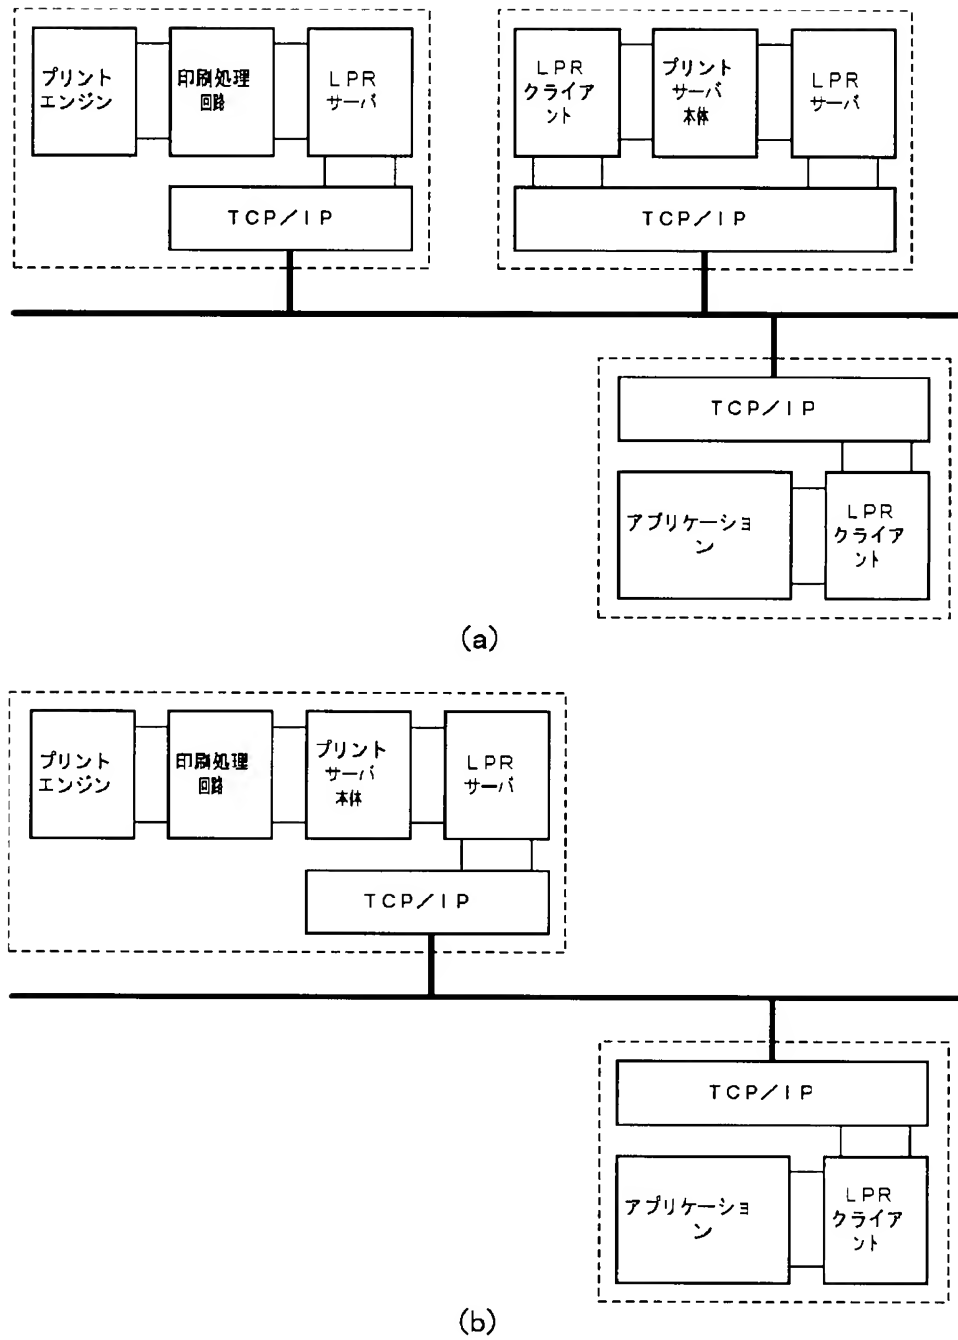 プリント
エンジン
印刷処理
回路
ＬＰＲ
サーバ
ＴＣＰ／ＩＰ
ＬＰＲ
クライア
ント
プリント
サーバ
本体
ＬＰＲ
サーバ
ＴＣＰ／ＩＰ
ＴＣＰ／ＩＰ
アプリケーショ
ン
ＬＰＲ
クライア
ント
(a)
プリント
エンジン
印刷処理
回路
プリント
サーバ
本体
ＬＰＲ
サーバ
ＴＣＰ／ＩＰ
ＴＣＰ／ＩＰ
アプリケーショ
ン
ＬＰＲ
クライア
ント
(b)